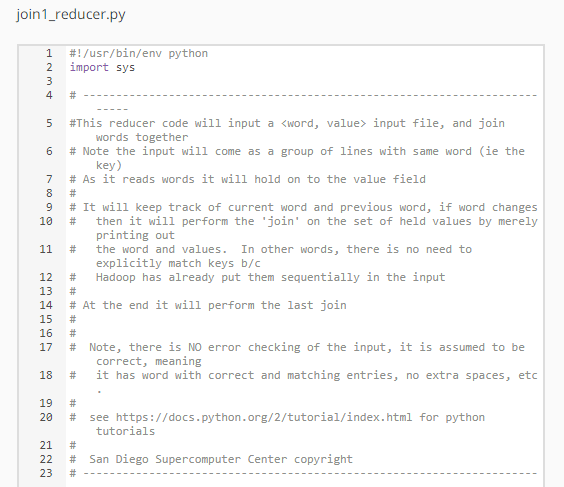 join1_reducer.py
1 #!/usr/bin/env python
2 import sys
3
4 # ---------------------------------------------------------------------
-----
5 #This reducer code will input a <word, value> input file, and join
words together
6 # Note the input will come as a group of lines with same word (ie the
key)
7 # As it reads words it will hold on to the value field
8 #
9 # It will keep track of current word and previous word, if word changes
10 #   then it will perform the 'join' on the set of held values by merely
printing out
11 #   the word and values.  In other words, there is no need to
explicitly match keys b/c
12 #   Hadoop has already put them sequentially in the input
13 #
14 # At the end it will perform the last join
15 #
16 #
17 #  Note, there is NO error checking of the input, it is assumed to be
correct, meaning
18 #   it has word with correct and matching entries, no extra spaces, etc
.
19 #
20 #  see https://docs.python.org/2/tutorial/index.html for python
tutorials
21 #
22 #  San Diego Supercomputer Center copyright
23 # ---------------------------------------------------------------------